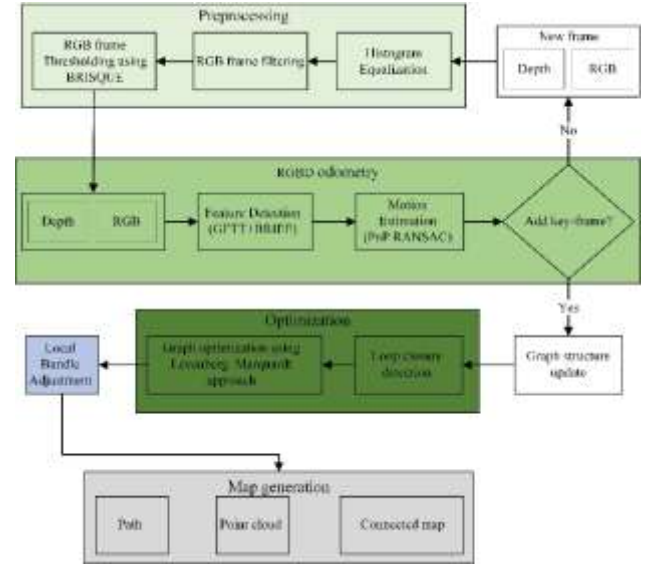 Preprocessing
RGB frame
Thresholding using
BRISQUE
RGB frame filtering
Histogram
Equalization
New frame
Depth
RGB
No
RGBD odometry
Depth
RGB
Feature Detection
(GFTT / BRIEF)
Motion
Estimation
(PnP RANSAC)
Add key-frame?
Yes
Optimization
Local
Bundle
Adjustment
Graph optimization using
Levenberg Marquardt
approach
Loop closure
detection
Graph structure
update
Map generation
Path
Point cloud
Connected map